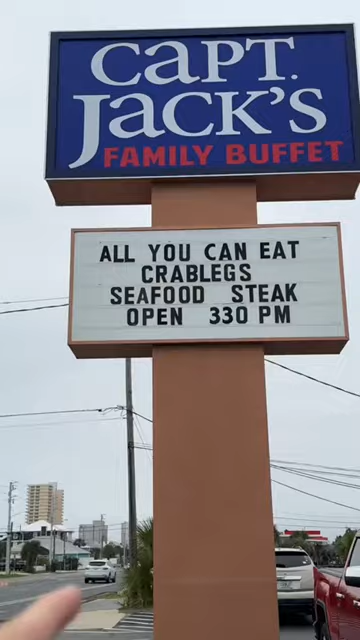 CAPT.
JACK'S
FAMILY BUFFET
ALL YOU CAN EAT
CRABLEGS
SEAFOOD STEAK
OPEN 330 PM